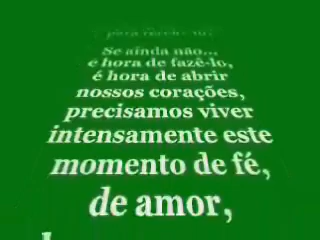 Se ainda não...
é hora de fazê-lo,
é hora de abrir
nossos corações,
precisamos viver
intensamente este
momento de fé,
de amor,